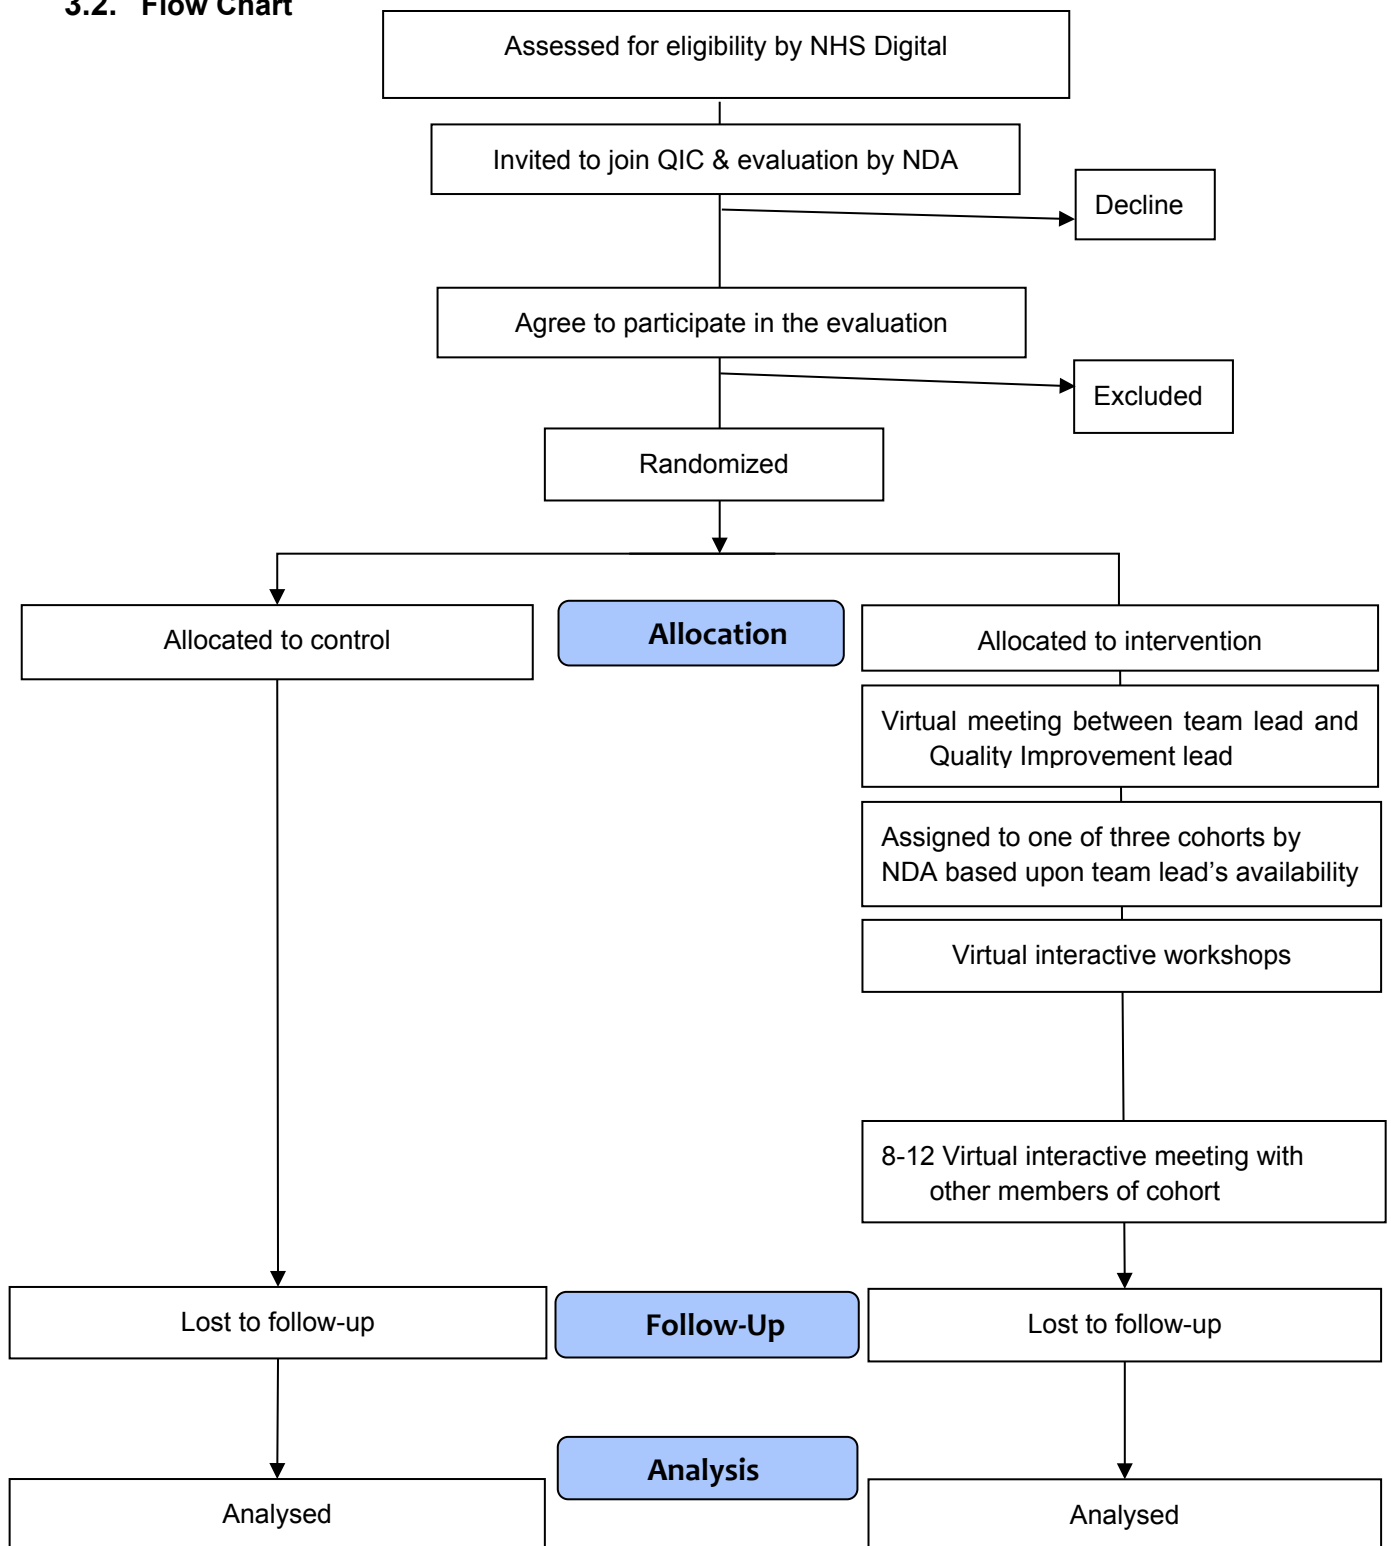 3.2. Flow Chart
Assessed for eligibility by NHS Digital
Invited to join QIC & evaluation by NDA
Decline
Agree to participate in the evaluation
Excluded
Randomized
Allocated to control
Allocation
Allocated to intervention
Virtual meeting between team lead and
Quality Improvement lead
Assigned to one of three cohorts by
NDA based upon team lead’s availability
Virtual interactive workshops
8-12 Virtual interactive meeting with
other members of cohort
Lost to follow-up
Follow-Up
Lost to follow-up
Analysis
Analysed
Analysed